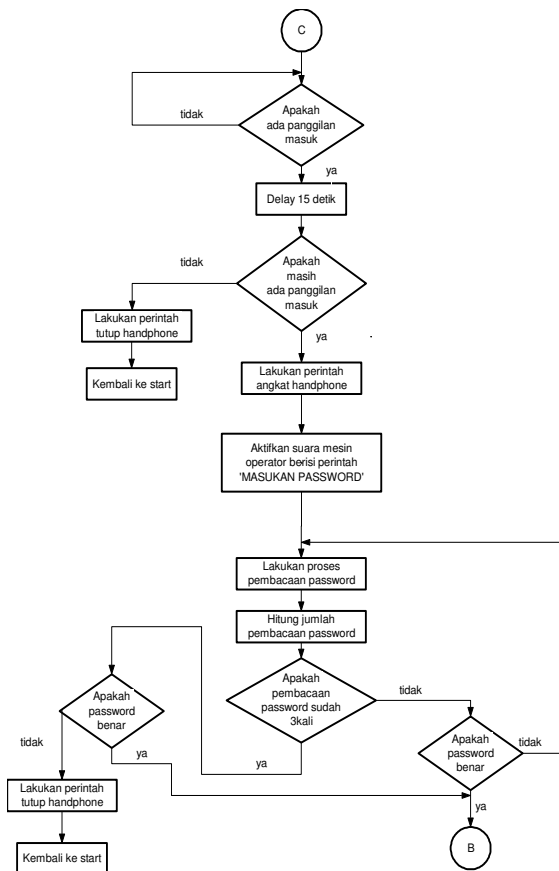 C
Apakah
ada panggilan
masuk
tidak
ya
Delay 15 detik
Apakah
masih
ada panggilan
masuk
tidak
ya
Lakukan perintah
tutup handphone
Kembali ke start
Lakukan perintah
angkat handphone
Aktifkan suara mesin
operator berisi perintah
'MASUKAN PASSWORD'
Lakukan proses
pembacaan password
Hitung jumlah
pembacaan password
Apakah
pembacaan
password sudah
3kali
tidak
ya
Apakah
password
benar
tidak
ya
Lakukan perintah
tutup handphone
Kembali ke start
Apakah
password
benar
tidak
ya
B